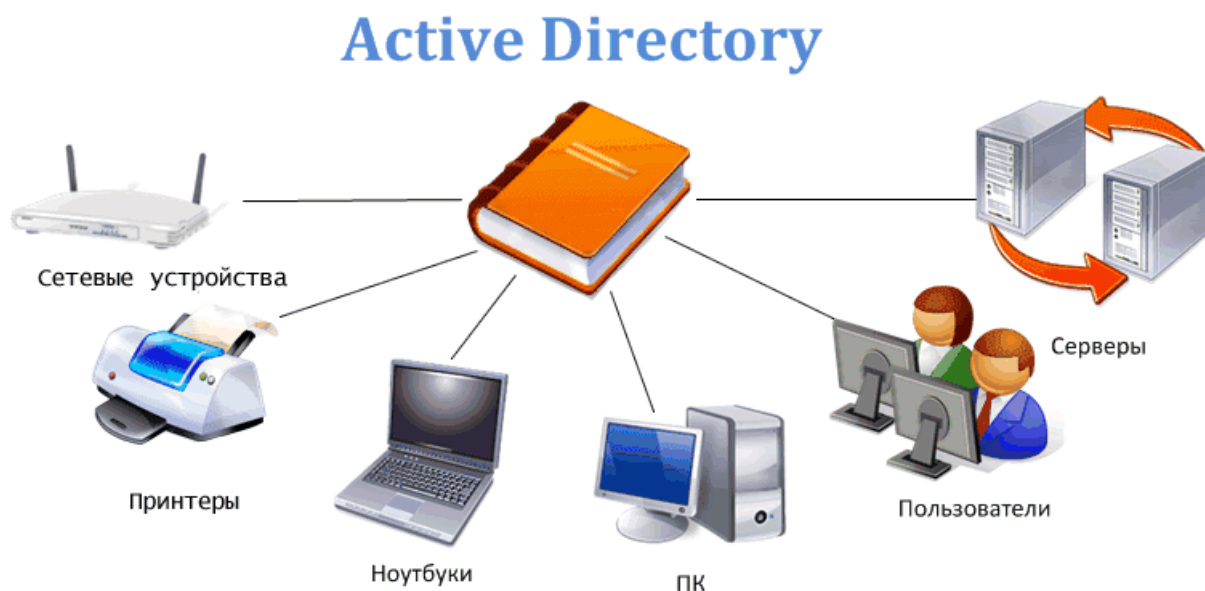 Active Directory
Сетевые устройства
Принтеры
Ноутбуки
ПК
Пользователи
Серверы